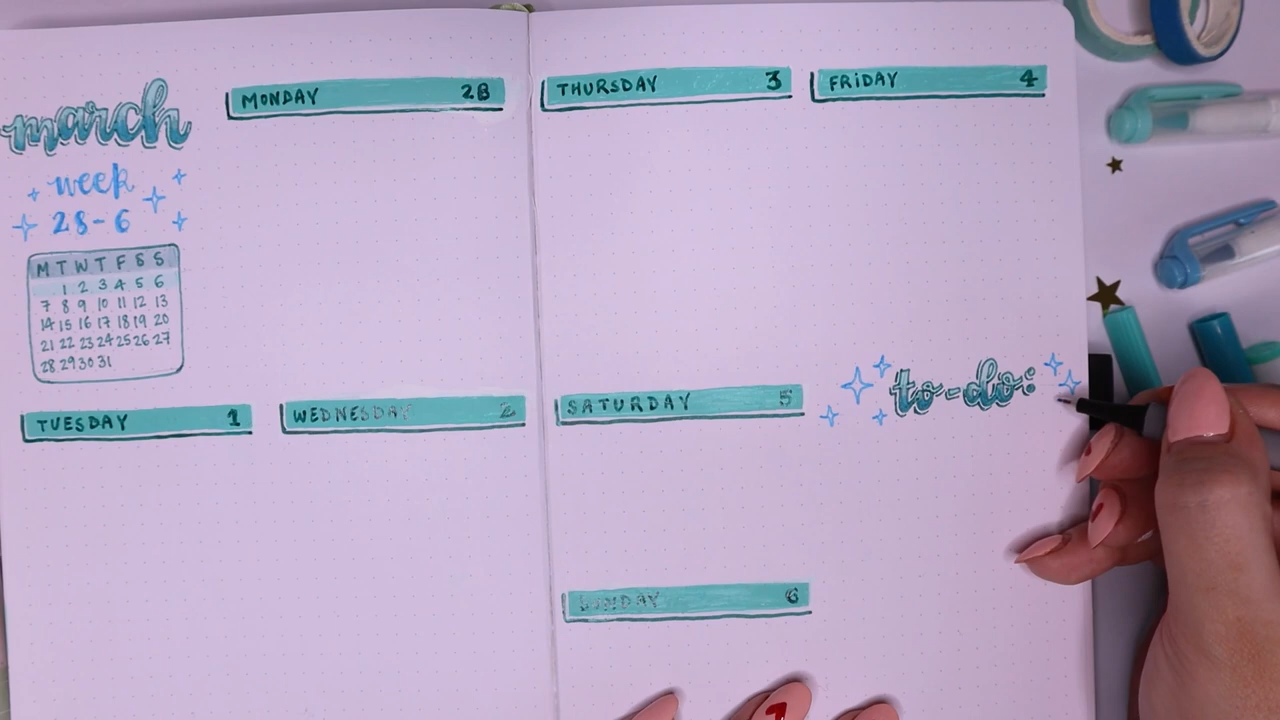 march
week
28-6
M T W T F S S
1 2 3 4 5 6
7 8 9 10 11 12 13
14 15 16 17 18 19 20
21 22 23 24 25 26 27
28 29 30 31
MONDAY 28
TUESDAY 1
WEDNESDAY 2
THURSDAY 3
FRiDAY 4
SATURDAY 5
SUNDAY 6
to-do: